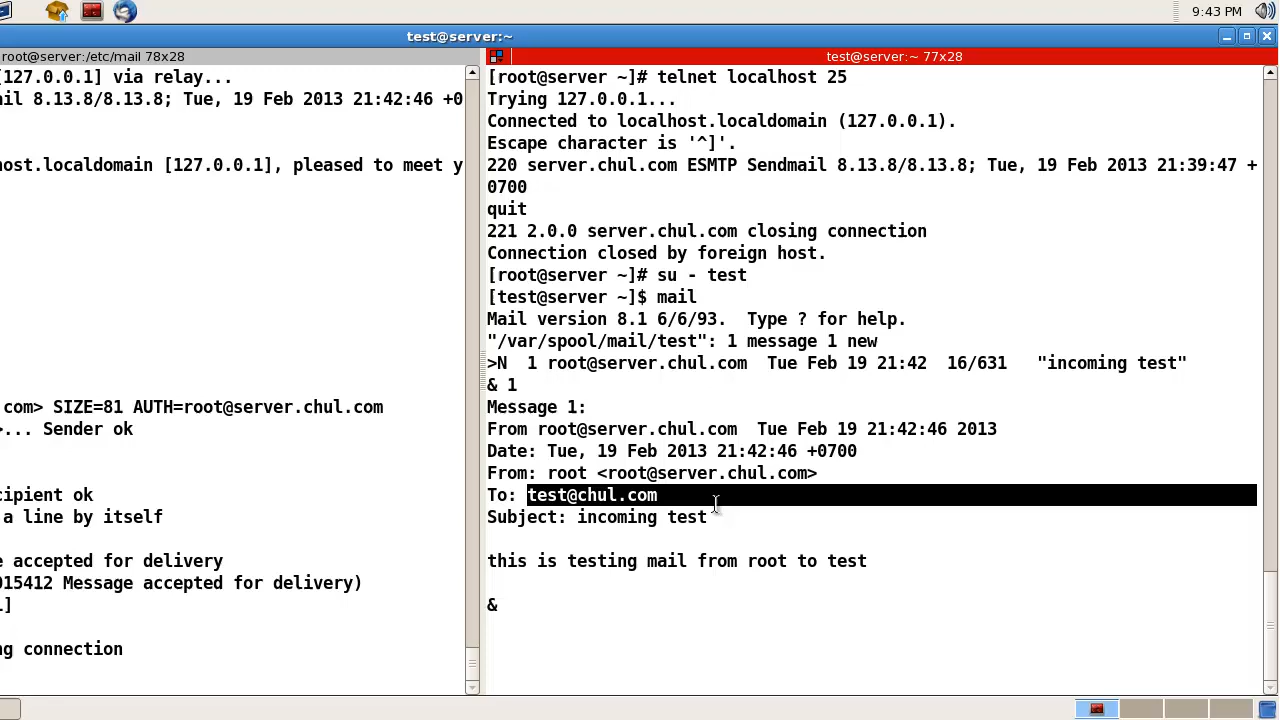 9:43 PM
test@server:~
root@server:/etc/mail 78x28
[127.0.0.1] via relay...
il 8.13.8/8.13.8; Tue, 19 Feb 2013 21:42:46 +0
ost.localdomain [127.0.0.1], pleased to meet y
com> SIZE=81 AUTH=root@server.chul.com
>... Sender ok
cipient ok
a line by itself
e accepted for delivery
015412 Message accepted for delivery)
.]
ng connection
test@server:~ 77x28
[root@server ~]# telnet localhost 25
Trying 127.0.0.1...
Connected to localhost.localdomain (127.0.0.1).
Escape character is '^]'.
220 server.chul.com ESMTP Sendmail 8.13.8/8.13.8; Tue, 19 Feb 2013 21:39:47 +
0700
quit
221 2.0.0 server.chul.com closing connection
Connection closed by foreign host.
[root@server ~]# su - test
[test@server ~]$ mail
Mail version 8.1 6/6/93.  Type ? for help.
"/var/spool/mail/test": 1 message 1 new
>N  1 root@server.chul.com  Tue Feb 19 21:42  16/631   "incoming test"
& 1
Message 1:
From root@server.chul.com  Tue Feb 19 21:42:46 2013
Date: Tue, 19 Feb 2013 21:42:46 +0700
From: root <root@server.chul.com>
To: test@chul.com
Subject: incoming test
this is testing mail from root to test
&